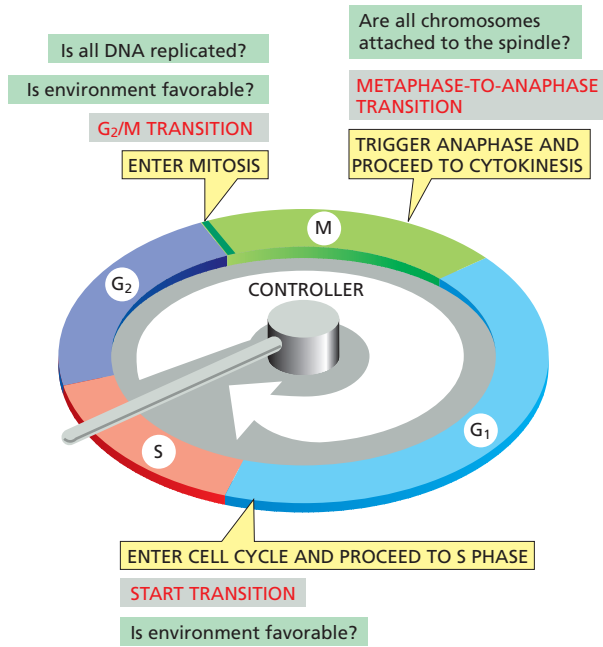 Is all DNA replicated?
Is environment favorable?
G₂/M TRANSITION
ENTER MITOSIS
Are all chromosomes
attached to the spindle?
METAPHASE-TO-ANAPHASE
TRANSITION
TRIGGER ANAPHASE AND
PROCEED TO CYTOKINESIS
M
G₂
CONTROLLER
G₁
S
ENTER CELL CYCLE AND PROCEED TO S PHASE
START TRANSITION
Is environment favorable?